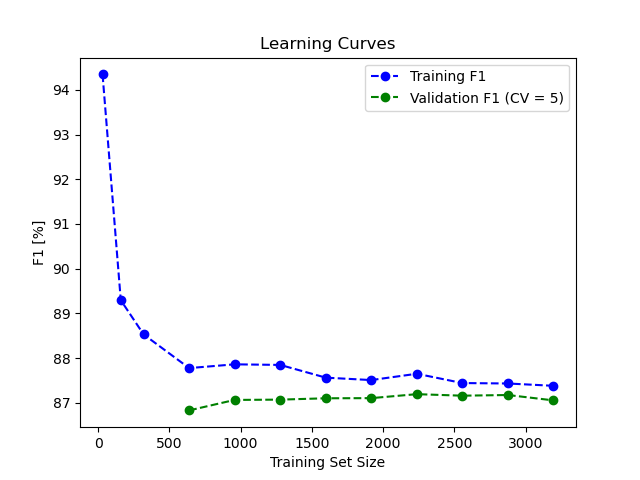 Learning Curves
Training F1
Validation F1 (CV = 5)
94
93
92
91
90
89
88
87
F1 [%]
0 500 1000 1500 2000 2500 3000
Training Set Size